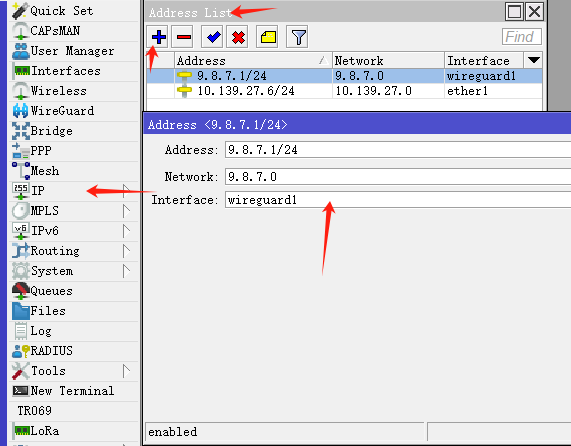 Quick Set
CAPsMAN
User Manager
Interfaces
Wireless
WireGuard
Bridge
PPP
Mesh
255
IP
MPLS
v6
IPv6
Routing
System
Queues
Files
Log
RADIUS
Tools
New Terminal
TR069
LoRa
Address List
Find
Address Network Interface
9.8.7.1/24 9.8.7.0 wireguard1
10.139.27.6/24 10.139.27.0 ether1
Address <9.8.7.1/24>
Address: 9.8.7.1/24
Network: 9.8.7.0
Interface: wireguard1
enabled